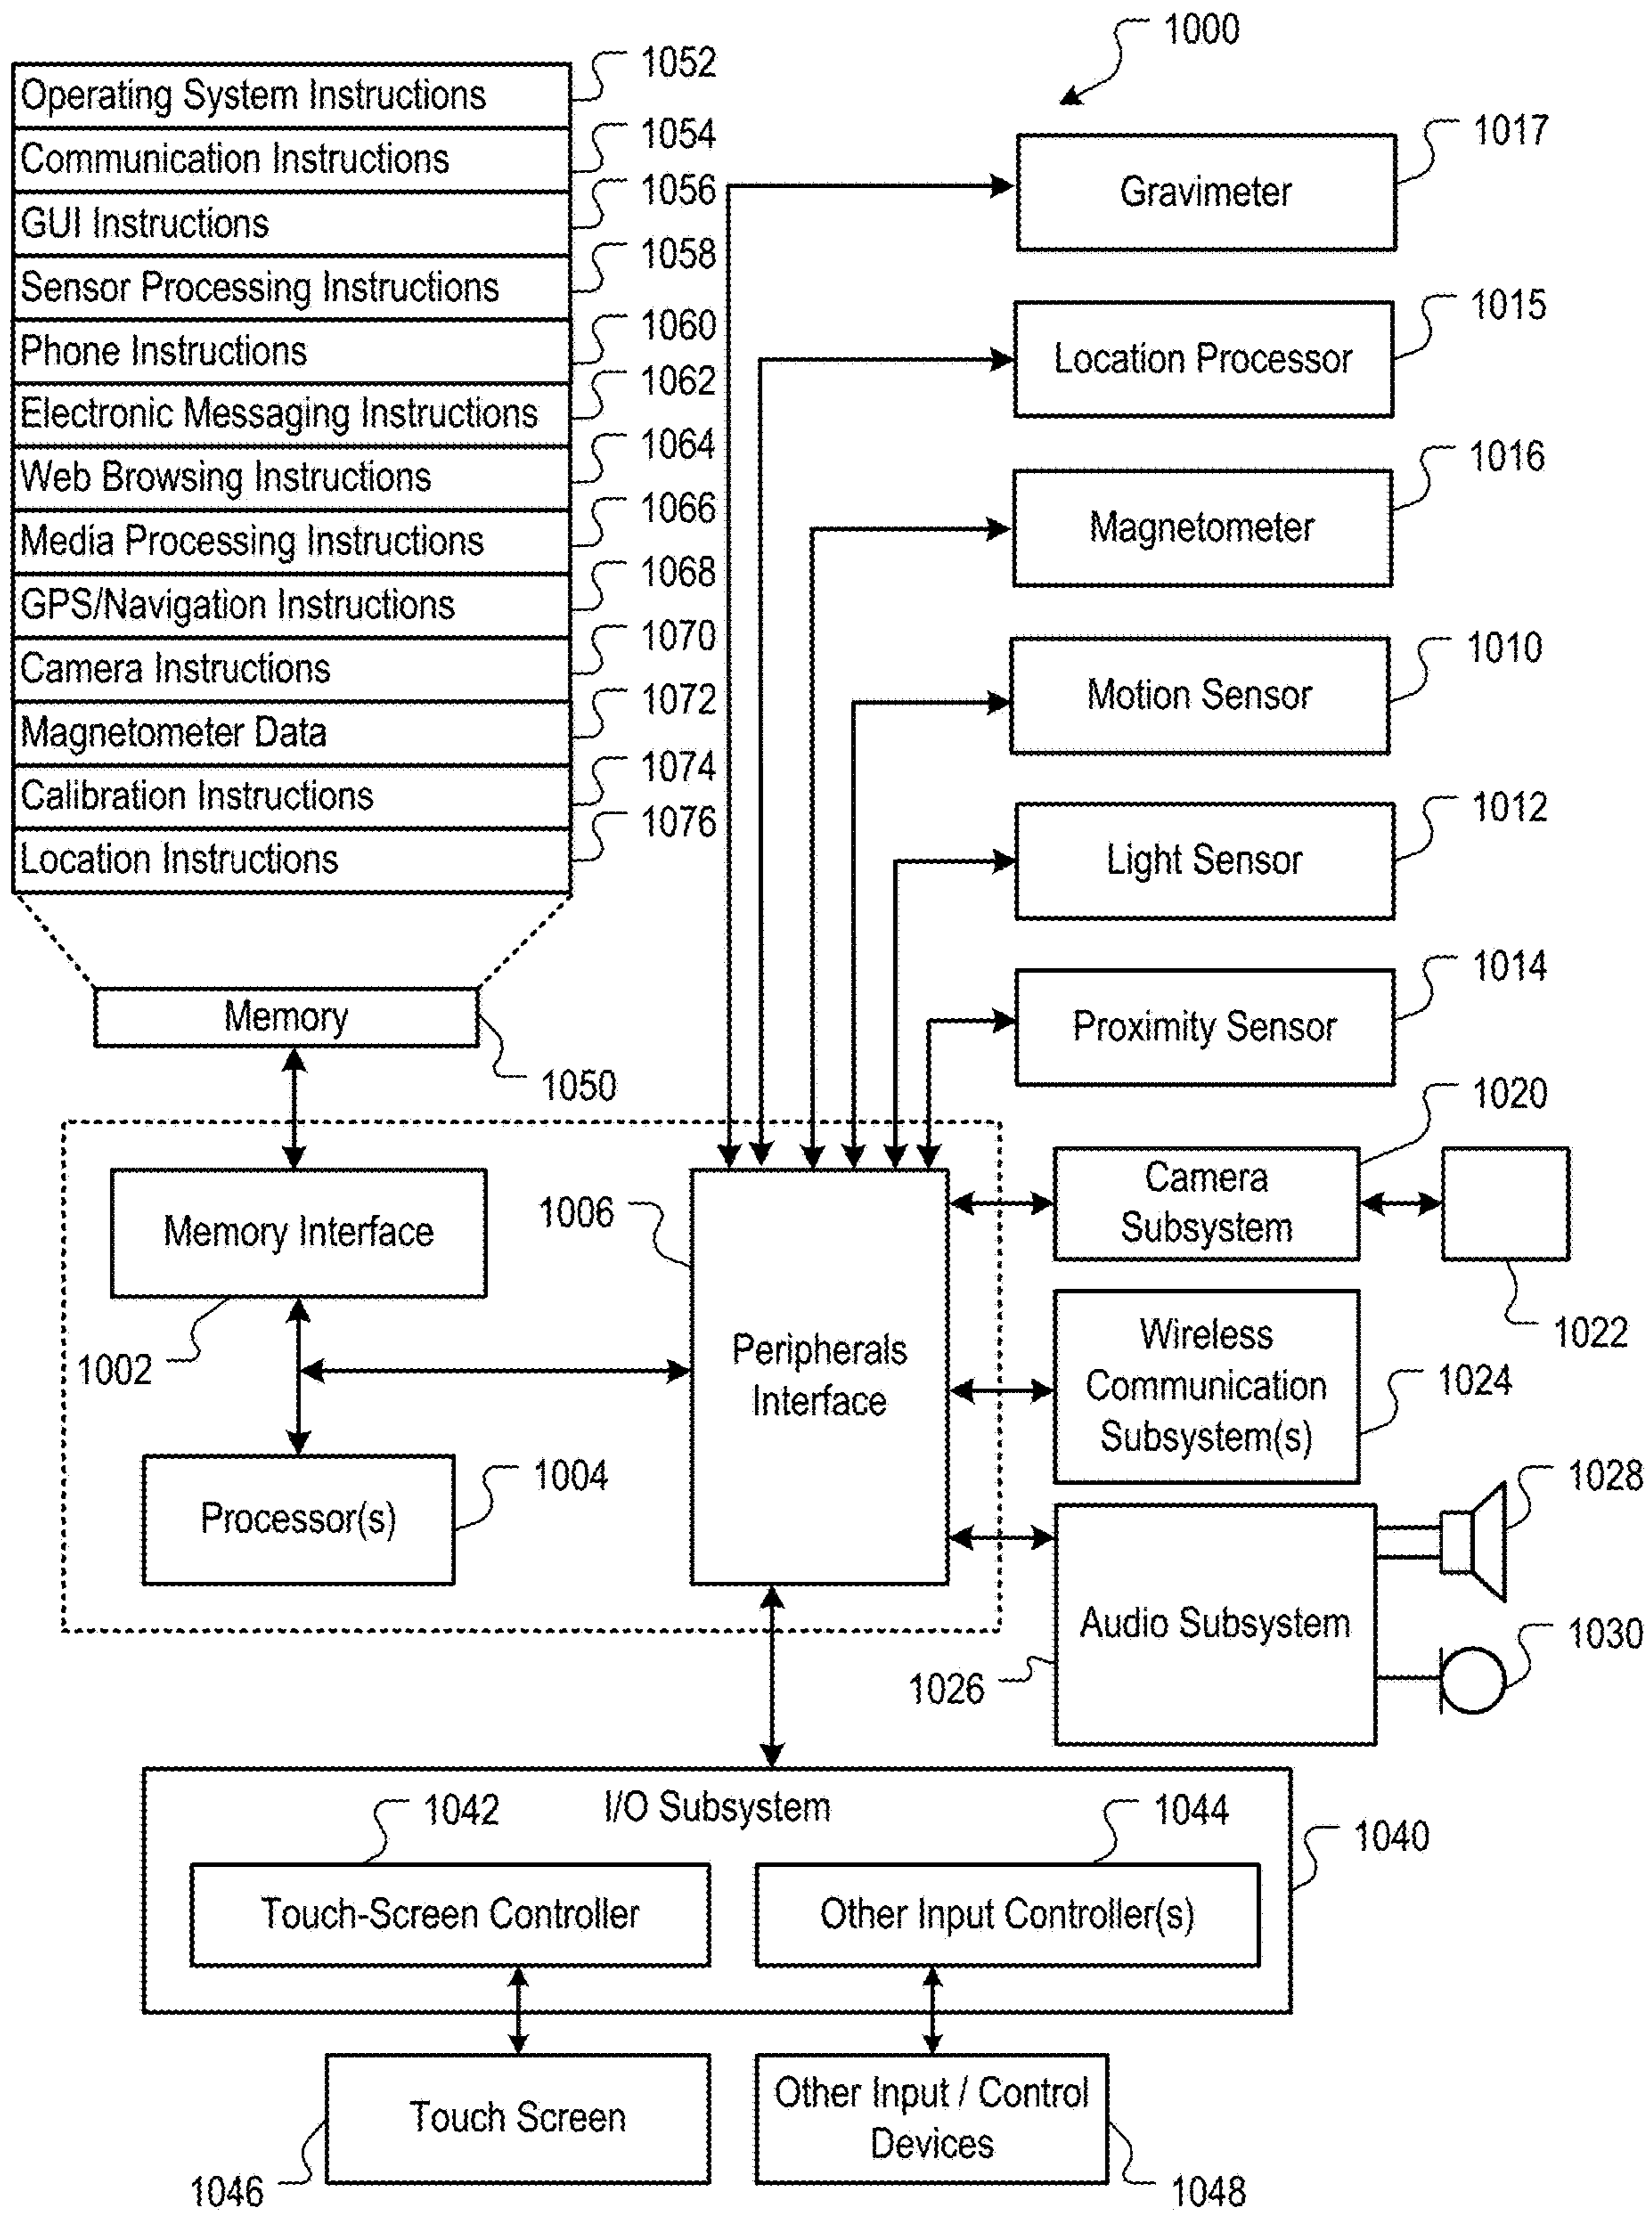 1000
Operating System Instructions 1052
Communication Instructions 1054
GUI Instructions 1056
Sensor Processing Instructions 1058
Phone Instructions 1060
Electronic Messaging Instructions 1062
Web Browsing Instructions 1064
Media Processing Instructions 1066
GPS/Navigation Instructions 1068
Camera Instructions 1070
Magnetometer Data 1072
Calibration Instructions 1074
Location Instructions 1076
Memory
1050
Gravimeter
1017
Location Processor
1015
Magnetometer
1016
Motion Sensor
1010
Light Sensor
1012
Proximity Sensor
1014
Memory Interface
1002
Processor(s)
1004
Peripherals
Interface
1006
Camera
Subsystem
1020
1022
Wireless
Communication
Subsystem(s)
1024
Audio Subsystem
1026
1028
1030
I/O Subsystem
1040
Touch-Screen Controller
1042
Other Input Controller(s)
1044
Touch Screen
1046
Other Input / Control
Devices
1048